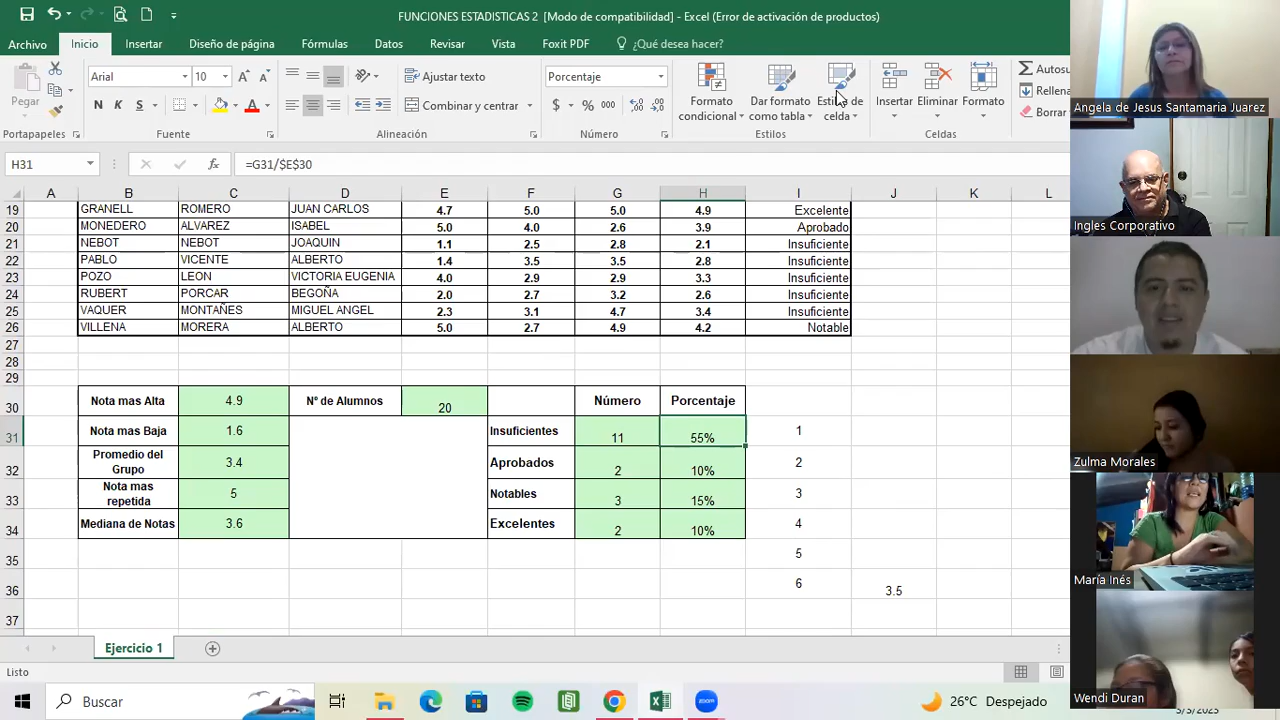 FUNCIONES ESTADISTICAS 2 [Modo de compatibilidad] - Excel (Error de activación de productos)
Archivo Inicio Insertar Diseño de página Fórmulas Datos Revisar Vista Foxit PDF ¿Qué desea hacer?
Pegar
Arial 10
Ajustar texto
Combinar y centrar
Porcentaje
$ % 000
Formato condicional
Dar formato como tabla
Estilos de celda
Insertar
Eliminar
Formato
Autosu
Rellena
Borrar
Portapapeles Fuente Alineación Número Estilos Celdas
H31 fx =G31/$E$30
A B C D E F G H I J K L
19 GRANELL ROMERO JUAN CARLOS 4.7 5.0 5.0 4.9 Excelente
20 MONEDERO ALVAREZ ISABEL 5.0 4.0 2.6 3.9 Aprobado
21 NEBOT NEBOT JOAQUIN 1.1 2.5 2.8 2.1 Insuficiente
22 PABLO VICENTE ALBERTO 1.4 3.5 3.5 2.8 Insuficiente
23 POZO LEON VICTORIA EUGENIA 4.0 2.9 2.9 3.3 Insuficiente
24 RUBERT PORCAR BEGOÑA 2.0 2.7 3.2 2.6 Insuficiente
25 VAQUER MONTAÑES MIGUEL ANGEL 2.3 3.1 4.7 3.4 Insuficiente
26 VILLENA MORERA ALBERTO 5.0 2.7 4.9 4.2 Notable
27
28
29
30 Nota mas Alta 4.9 Nº de Alumnos 20 Número Porcentaje
31 Nota mas Baja 1.6 Insuficientes 11 55% 1
32 Promedio del Grupo 3.4 Aprobados 2 10% 2
33 Nota mas repetida 5 Notables 3 15% 3
34 Mediana de Notas 3.6 Excelentes 2 10% 4
35 5
36 6 3.5
37
Ejercicio 1
Listo
Buscar
zoom
26°C Despejado
Angela de Jesus Santamaria Juarez
Ingles Corporativo
Zulma Morales
María Inés
Wendi Duran